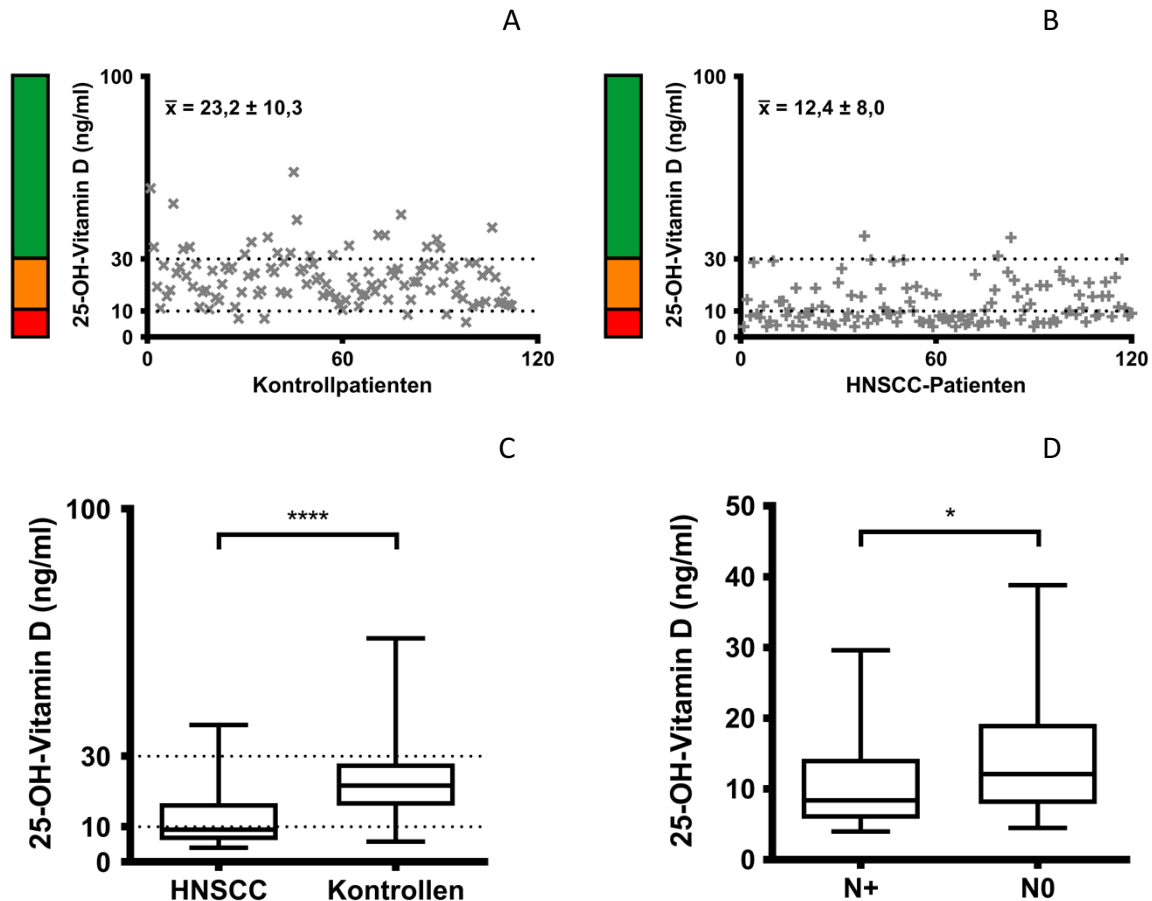 A
B
100
30
10
0
25-OH-Vitamin D (ng/ml)
x̅ = 23,2 ± 10,3
0
60
120
Kontrollpatienten
100
30
10
0
25-OH-Vitamin D (ng/ml)
x̅ = 12,4 ± 8,0
0
60
120
HNSCC-Patienten
C
D
100
30
10
0
25-OH-Vitamin D (ng/ml)
****
HNSCC
Kontrollen
50
40
30
20
10
0
25-OH-Vitamin D (ng/ml)
*
N+
N0